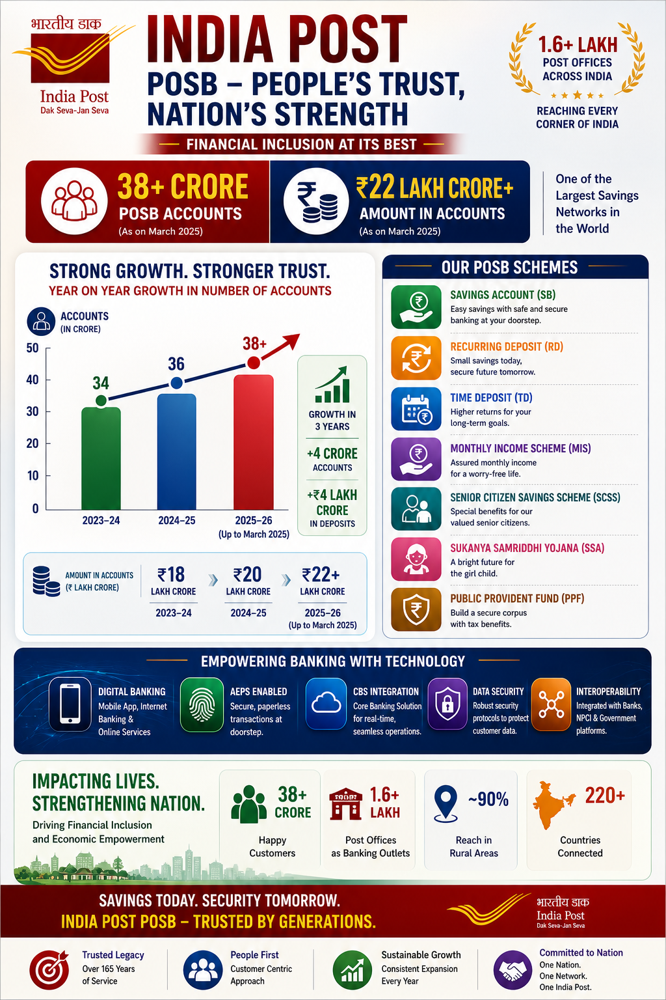 भारतीय डाक
India Post
Dak Seva-Jan Seva
INDIA POST
POSB – PEOPLE'S TRUST,
NATION'S STRENGTH
FINANCIAL INCLUSION AT ITS BEST
1.6+ LAKH
POST OFFICES
ACROSS INDIA
REACHING EVERY
CORNER OF INDIA
38+ CRORE
POSB ACCOUNTS
(As on March 2025)
₹22 LAKH CRORE+
AMOUNT IN ACCOUNTS
(As on March 2025)
One of the
Largest Savings
Networks in
the World
STRONG GROWTH. STRONGER TRUST.
YEAR ON YEAR GROWTH IN NUMBER OF ACCOUNTS
ACCOUNTS
(IN CRORE)
50
40
30
20
10
0
34
36
38+
2023–24
2024–25
2025–26
(Up to March 2025)
GROWTH IN
3 YEARS
+4 CRORE
ACCOUNTS
+₹4 LAKH
CRORE
IN DEPOSITS
AMOUNT IN ACCOUNTS
(₹ LAKH CRORE)
₹18
LAKH CRORE
2023–24
₹20
LAKH CRORE
2024–25
₹22+
LAKH CRORE
2025–26
(Up to March 2025)
OUR POSB SCHEMES
SAVINGS ACCOUNT (SB)
Easy savings with safe and secure
banking at your doorstep.
RECURRING DEPOSIT (RD)
Small savings today,
secure future tomorrow.
TIME DEPOSIT (TD)
Higher returns for your
long-term goals.
MONTHLY INCOME SCHEME (MIS)
Assured monthly income
for a worry-free life.
SENIOR CITIZEN SAVINGS SCHEME (SCSS)
Special benefits for our
valued senior citizens.
SUKANYA SAMRIDDHI YOJANA (SSA)
A bright future for
the girl child.
PUBLIC PROVIDENT FUND (PPF)
Build a secure corpus
with tax benefits.
EMPOWERING BANKING WITH TECHNOLOGY
DIGITAL BANKING
Mobile App, Internet
Banking &
Online Services
AEPS ENABLED
Secure, paperless
transactions at
doorstep.
CBS INTEGRATION
Core Banking Solution
for real-time,
seamless operations.
DATA SECURITY
Robust security
protocols to protect
customer data.
INTEROPERABILITY
Integrated with Banks,
NPCI & Government
platforms.
IMPACTING LIVES.
STRENGTHENING NATION.
Driving Financial Inclusion
and Economic Empowerment
38+
CRORE
Happy
Customers
1.6+
LAKH
Post Offices
as Banking Outlets
~90%
Reach in
Rural Areas
220+
Countries
Connected
SAVINGS TODAY. SECURITY TOMORROW.
INDIA POST POSB – TRUSTED BY GENERATIONS.
भारतीय डाक
India Post
Dak Seva-Jan Seva
Trusted Legacy
Over 165 Years
of Service
People First
Customer Centric
Approach
Sustainable Growth
Consistent Expansion
Every Year
Committed to Nation
One Nation.
One Network.
One India Post.